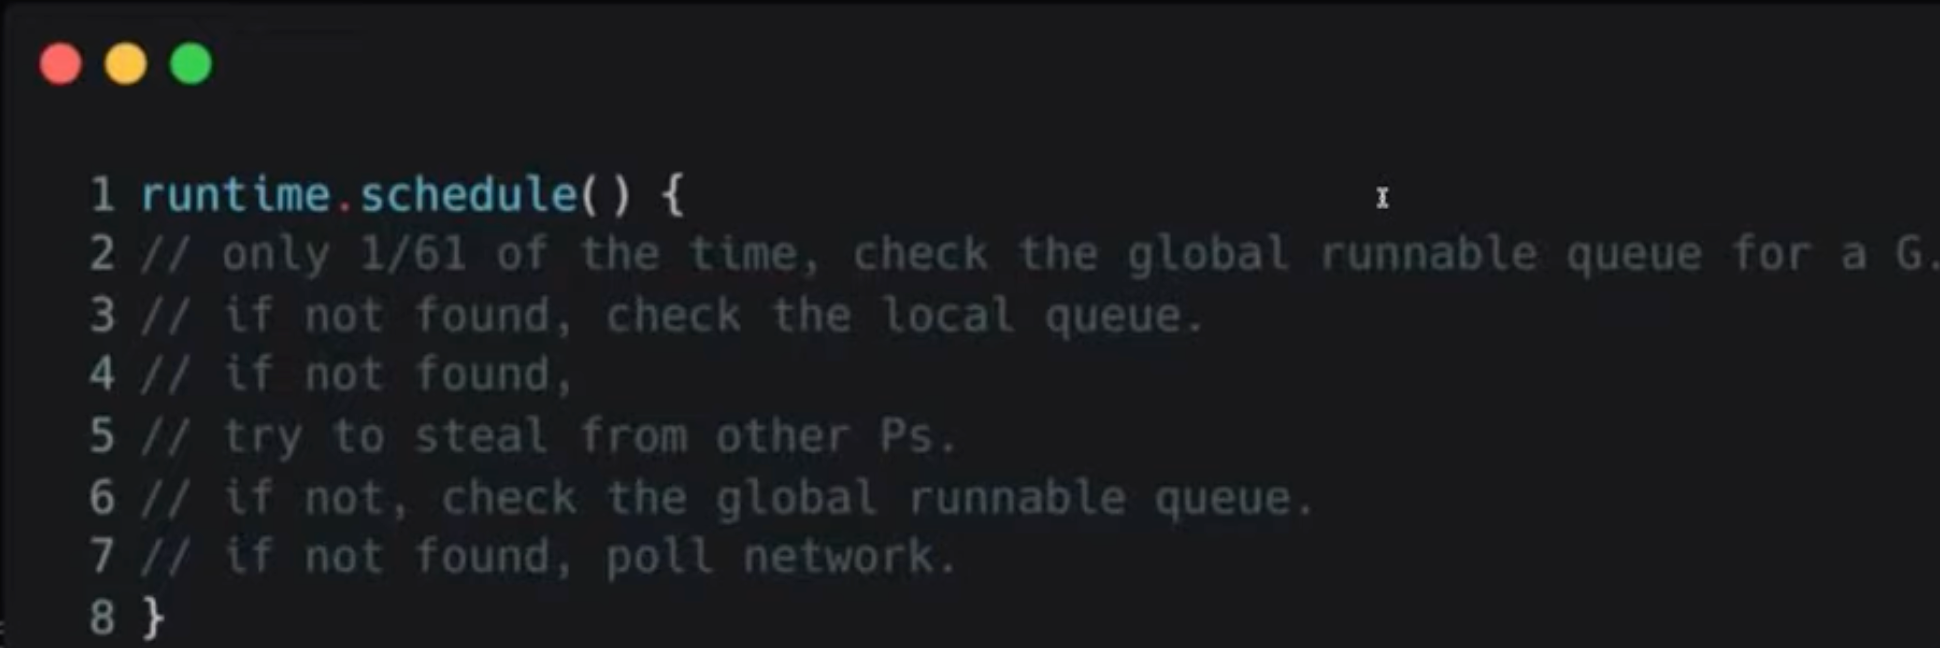 1 runtime.schedule() {
2 // only 1/61 of the time, check the global runnable queue for a G.
3 // if not found, check the local queue.
4 // if not found,
5 // try to steal from other Ps.
6 // if not, check the global runnable queue.
7 // if not found, poll network.
8 }